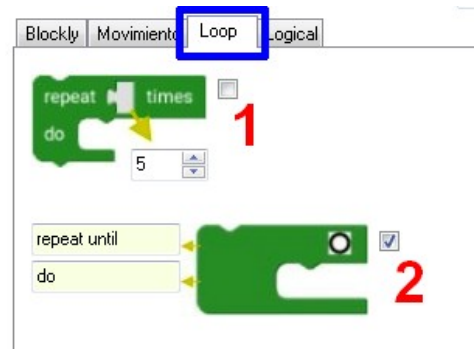 Blockly Movimiento Loop Logical
repeat times
1
do
5
repeat until
do
2